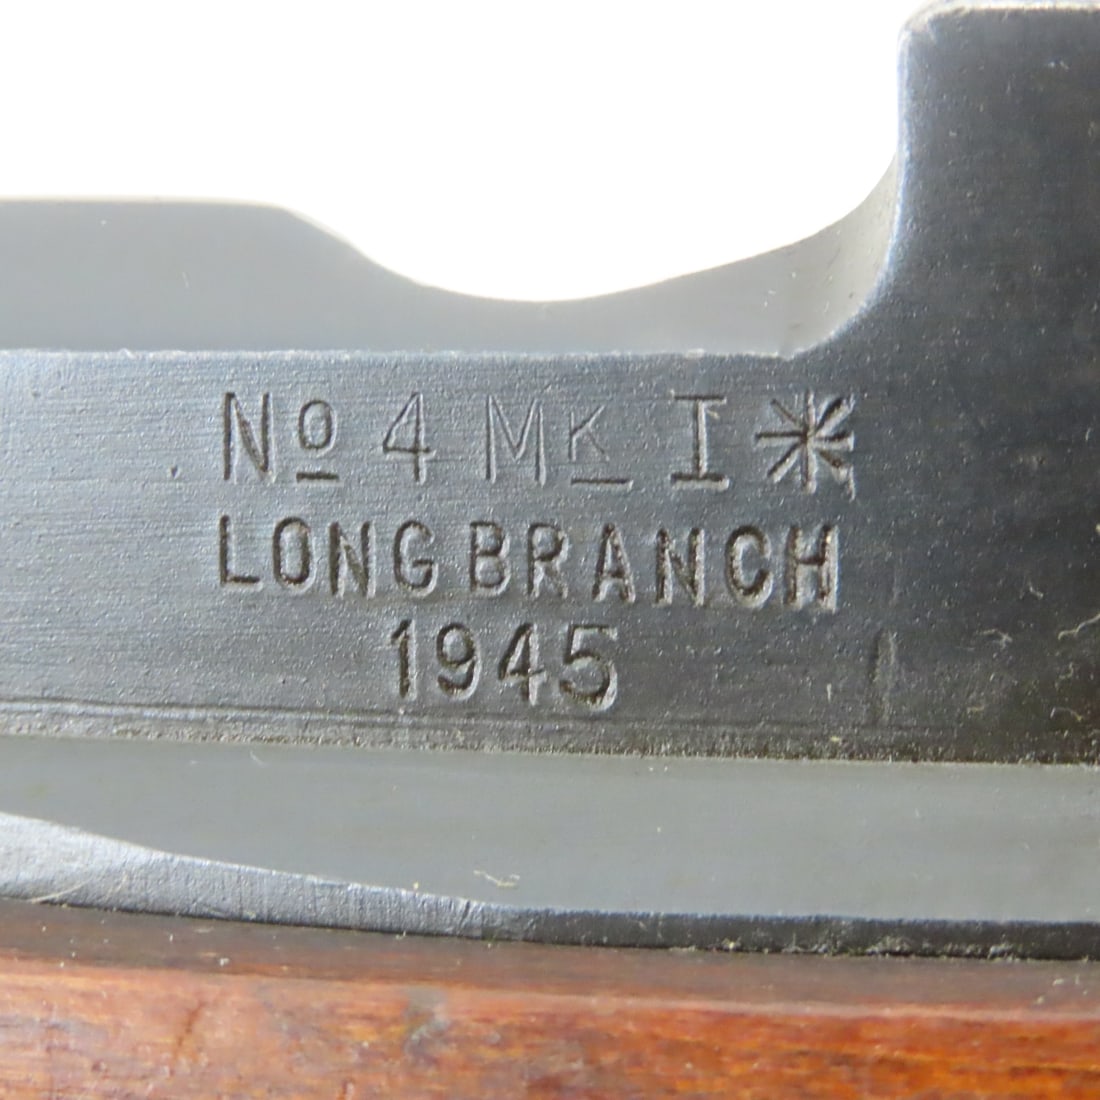 Nº 4 MK I *
LONG BRANCH
1945